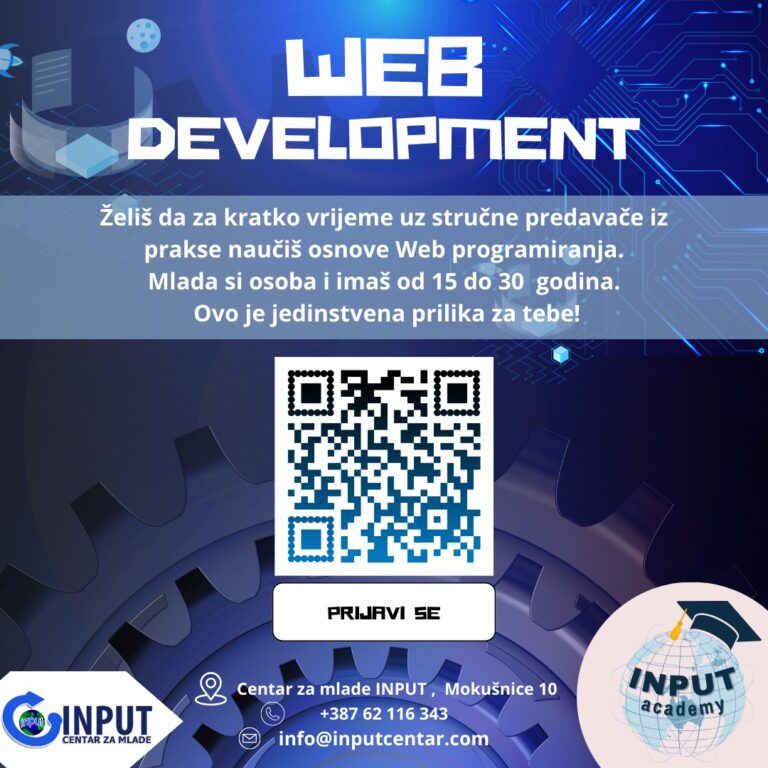 WEB
DEVELOPMENT
Želiš da za kratko vrijeme uz stručne predavače iz
prakse naučiš osnove Web programiranja.
Mlada si osoba i imaš od 15 do 30 godina.
Ovo je jedinstvena prilika za tebe!
PRIJAVI SE
Centar za mlade INPUT , Mokušnice 10
+387 62 116 343
info@inputcentar.com
INPUT
INPUT
CENTAR ZA MLADE
INPUT
academy